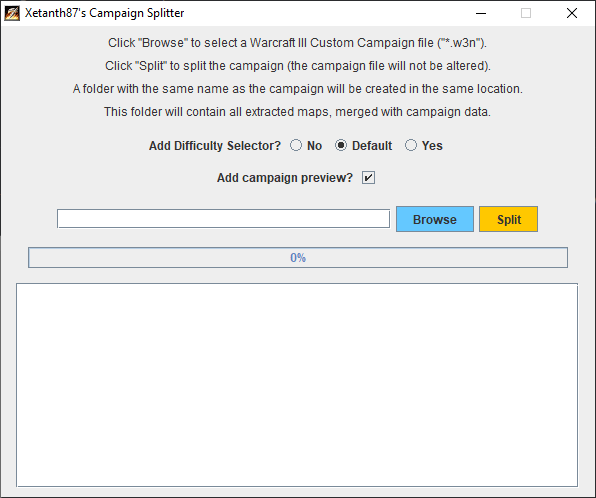 Xetanth87's Campaign Splitter
Click "Browse" to select a Warcraft III Custom Campaign file ("*.w3n").
Click "Split" to split the campaign (the campaign file will not be altered).
A folder with the same name as the campaign will be created in the same location.
This folder will contain all extracted maps, merged with campaign data.
Add Difficulty Selector? No Default Yes
Add campaign preview?
Browse Split
0%